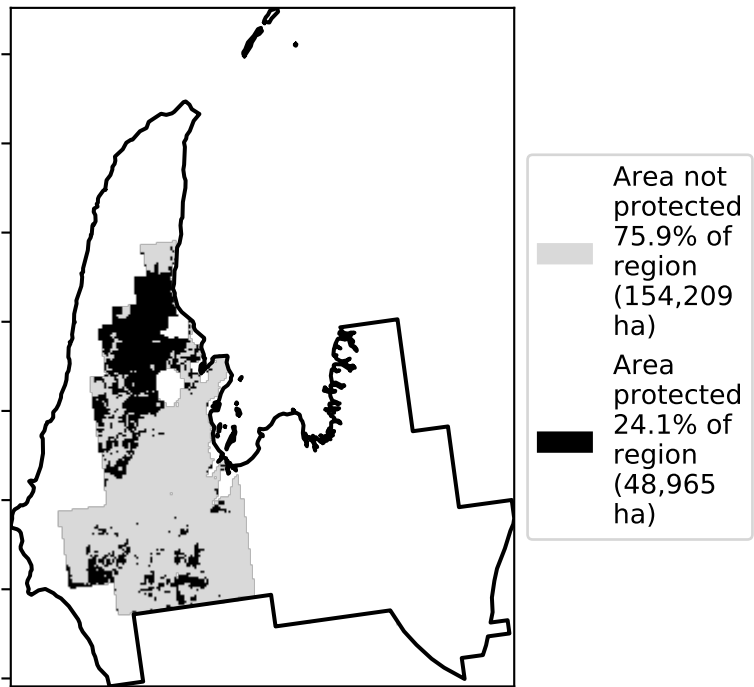 Area not
protected
75.9% of
region
(154,209
ha)
Area
protected
24.1% of
region
(48,965
ha)